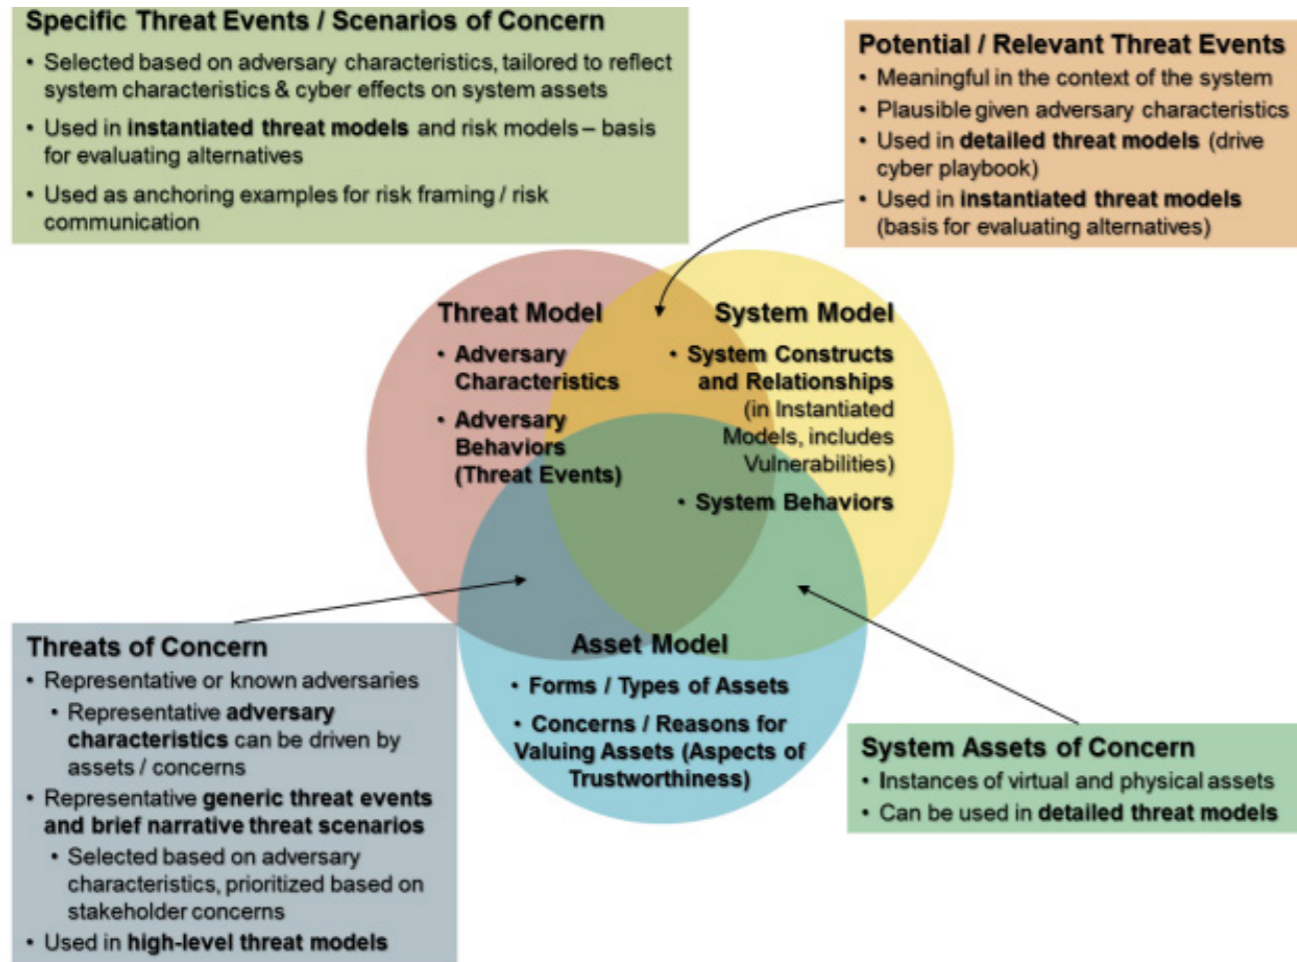 Specific Threat Events / Scenarios of Concern
• Selected based on adversary characteristics, tailored to reflect
system characteristics & cyber effects on system assets
• Used in instantiated threat models and risk models – basis
for evaluating alternatives
• Used as anchoring examples for risk framing / risk
communication
Potential / Relevant Threat Events
• Meaningful in the context of the system
• Plausible given adversary characteristics
• Used in detailed threat models (drive
cyber playbook)
• Used in instantiated threat models
(basis for evaluating alternatives)
Threat Model
• Adversary
Characteristics
• Adversary
Behaviors
(Threat Events)
System Model
• System Constructs
and Relationships
(in Instantiated
Models, includes
Vulnerabilities)
• System Behaviors
Asset Model
• Forms / Types of Assets
• Concerns / Reasons for
Valuing Assets (Aspects of
Trustworthiness)
Threats of Concern
• Representative or known adversaries
• Representative adversary
characteristics can be driven by
assets / concerns
• Representative generic threat events
and brief narrative threat scenarios
• Selected based on adversary
characteristics, prioritized based on
stakeholder concerns
• Used in high-level threat models
System Assets of Concern
• Instances of virtual and physical assets
• Can be used in detailed threat models